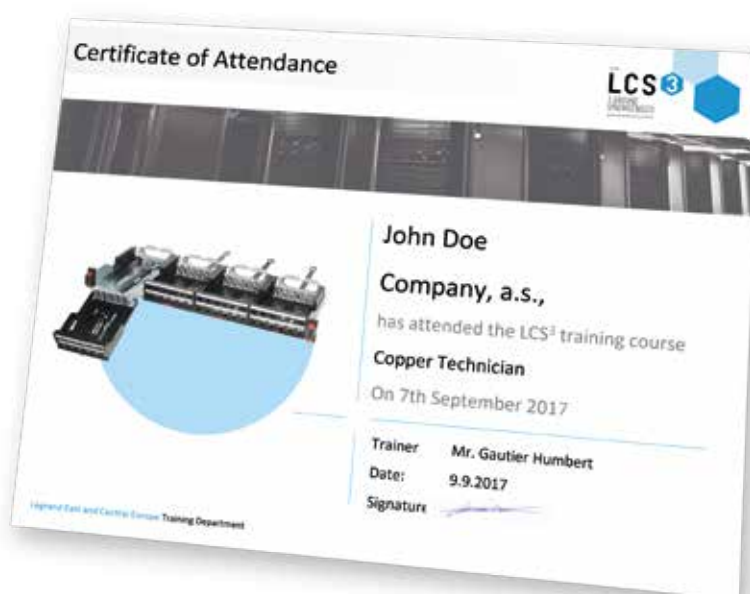 Certificate of Attendance
LCS3
John Doe
Company, a.s.,
has attended the LCS³ training course
Copper Technician
On 7th September 2017
Trainer Mr. Gautier Humbert
Date: 9.9.2017
Signature
Legrand East and Central Europe Training Department